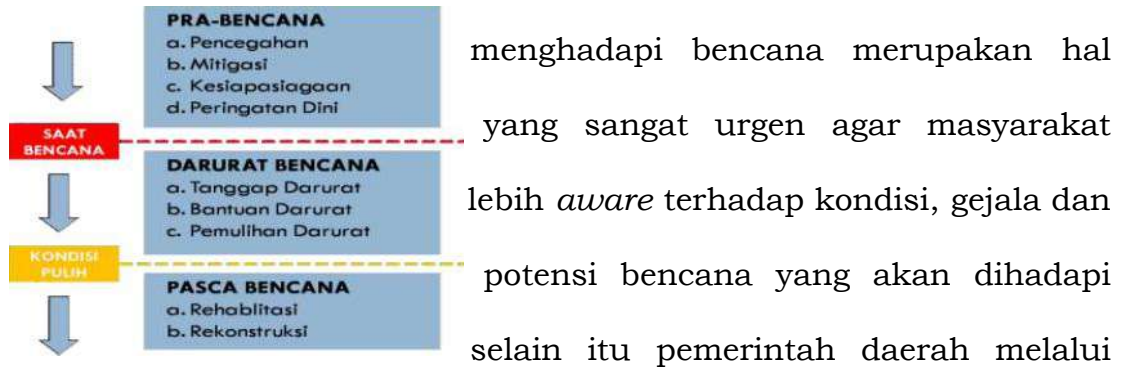 PRA-BENCANA
a. Pencegahan
b. Mitigasi
c. Kesiapasiagaan
d. Peringatan Dini
SAAT
BENCANA
DARURAT BENCANA
a. Tanggap Darurat
b. Bantuan Darurat
c. Pemulihan Darurat
KONDISI
PULIH
PASCA BENCANA
a. Rehablitasi
b. Rekonstruksi
menghadapi bencana merupakan hal
yang sangat urgen agar masyarakat
lebih aware terhadap kondisi, gejala dan
potensi bencana yang akan dihadapi
selain itu pemerintah daerah melalui